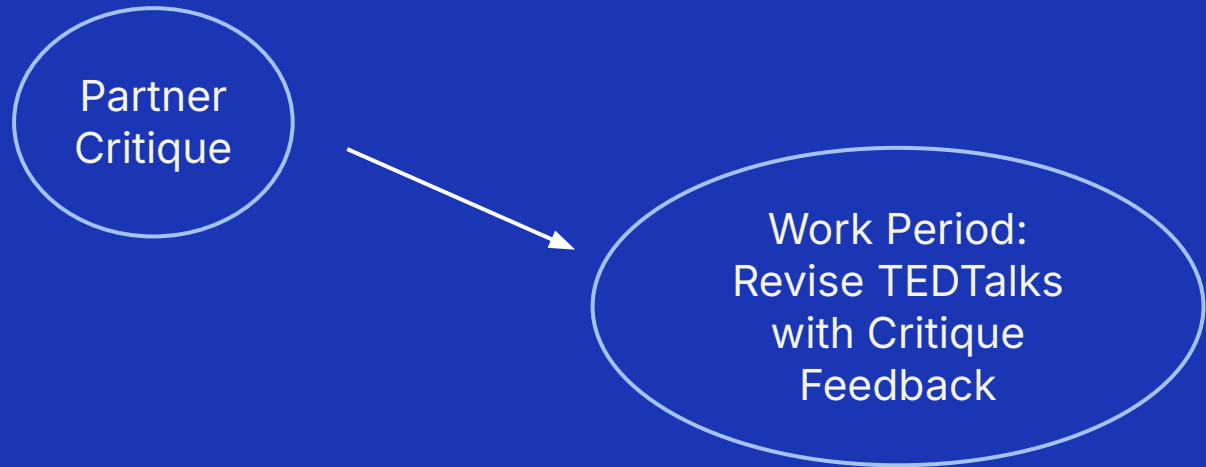 Partner
Critique
Work Period:
Revise TEDTalks
with Critique
Feedback